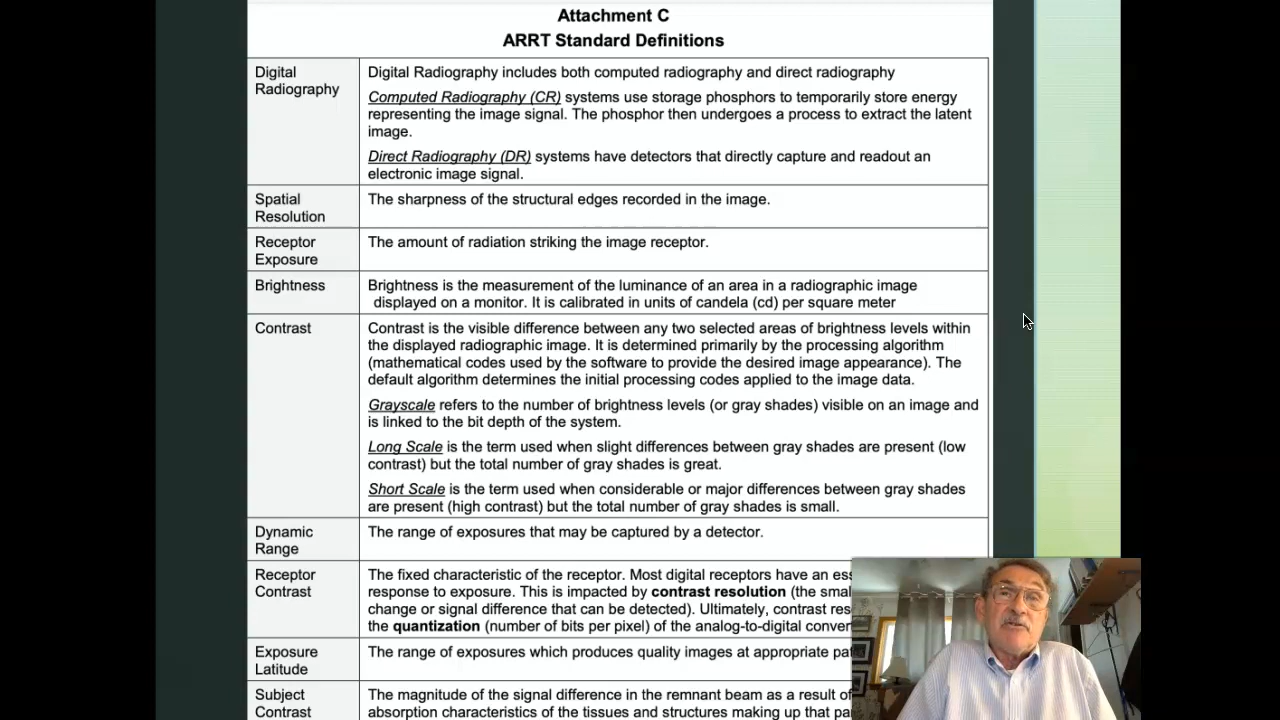 Attachment C
ARRT Standard Definitions
Digital
Radiography
Digital Radiography includes both computed radiography and direct radiography
Computed Radiography (CR) systems use storage phosphors to temporarily store energy
representing the image signal. The phosphor then undergoes a process to extract the latent
image.
Direct Radiography (DR) systems have detectors that directly capture and readout an
electronic image signal.
Spatial
Resolution
The sharpness of the structural edges recorded in the image.
Receptor
Exposure
The amount of radiation striking the image receptor.
Brightness
Brightness is the measurement of the luminance of an area in a radiographic image
displayed on a monitor. It is calibrated in units of candela (cd) per square meter
Contrast
Contrast is the visible difference between any two selected areas of brightness levels within
the displayed radiographic image. It is determined primarily by the processing algorithm
(mathematical codes used by the software to provide the desired image appearance). The
default algorithm determines the initial processing codes applied to the image data.
Grayscale refers to the number of brightness levels (or gray shades) visible on an image and
is linked to the bit depth of the system.
Long Scale is the term used when slight differences between gray shades are present (low
contrast) but the total number of gray shades is great.
Short Scale is the term used when considerable or major differences between gray shades
are present (high contrast) but the total number of gray shades is small.
Dynamic
Range
The range of exposures that may be captured by a detector.
Receptor
Contrast
The fixed characteristic of the receptor. Most digital receptors have an
response to exposure. This is impacted by contrast resolution (the
change or signal difference that can be detected). Ultimately, contrast
the quantization (number of bits per pixel) of the analog-to-digital
Exposure
Latitude
The range of exposures which produces quality images at appropriate
Subject
Contrast
The magnitude of the signal difference in the remnant beam as a result of
absorption characteristics of the tissues and structures making up that